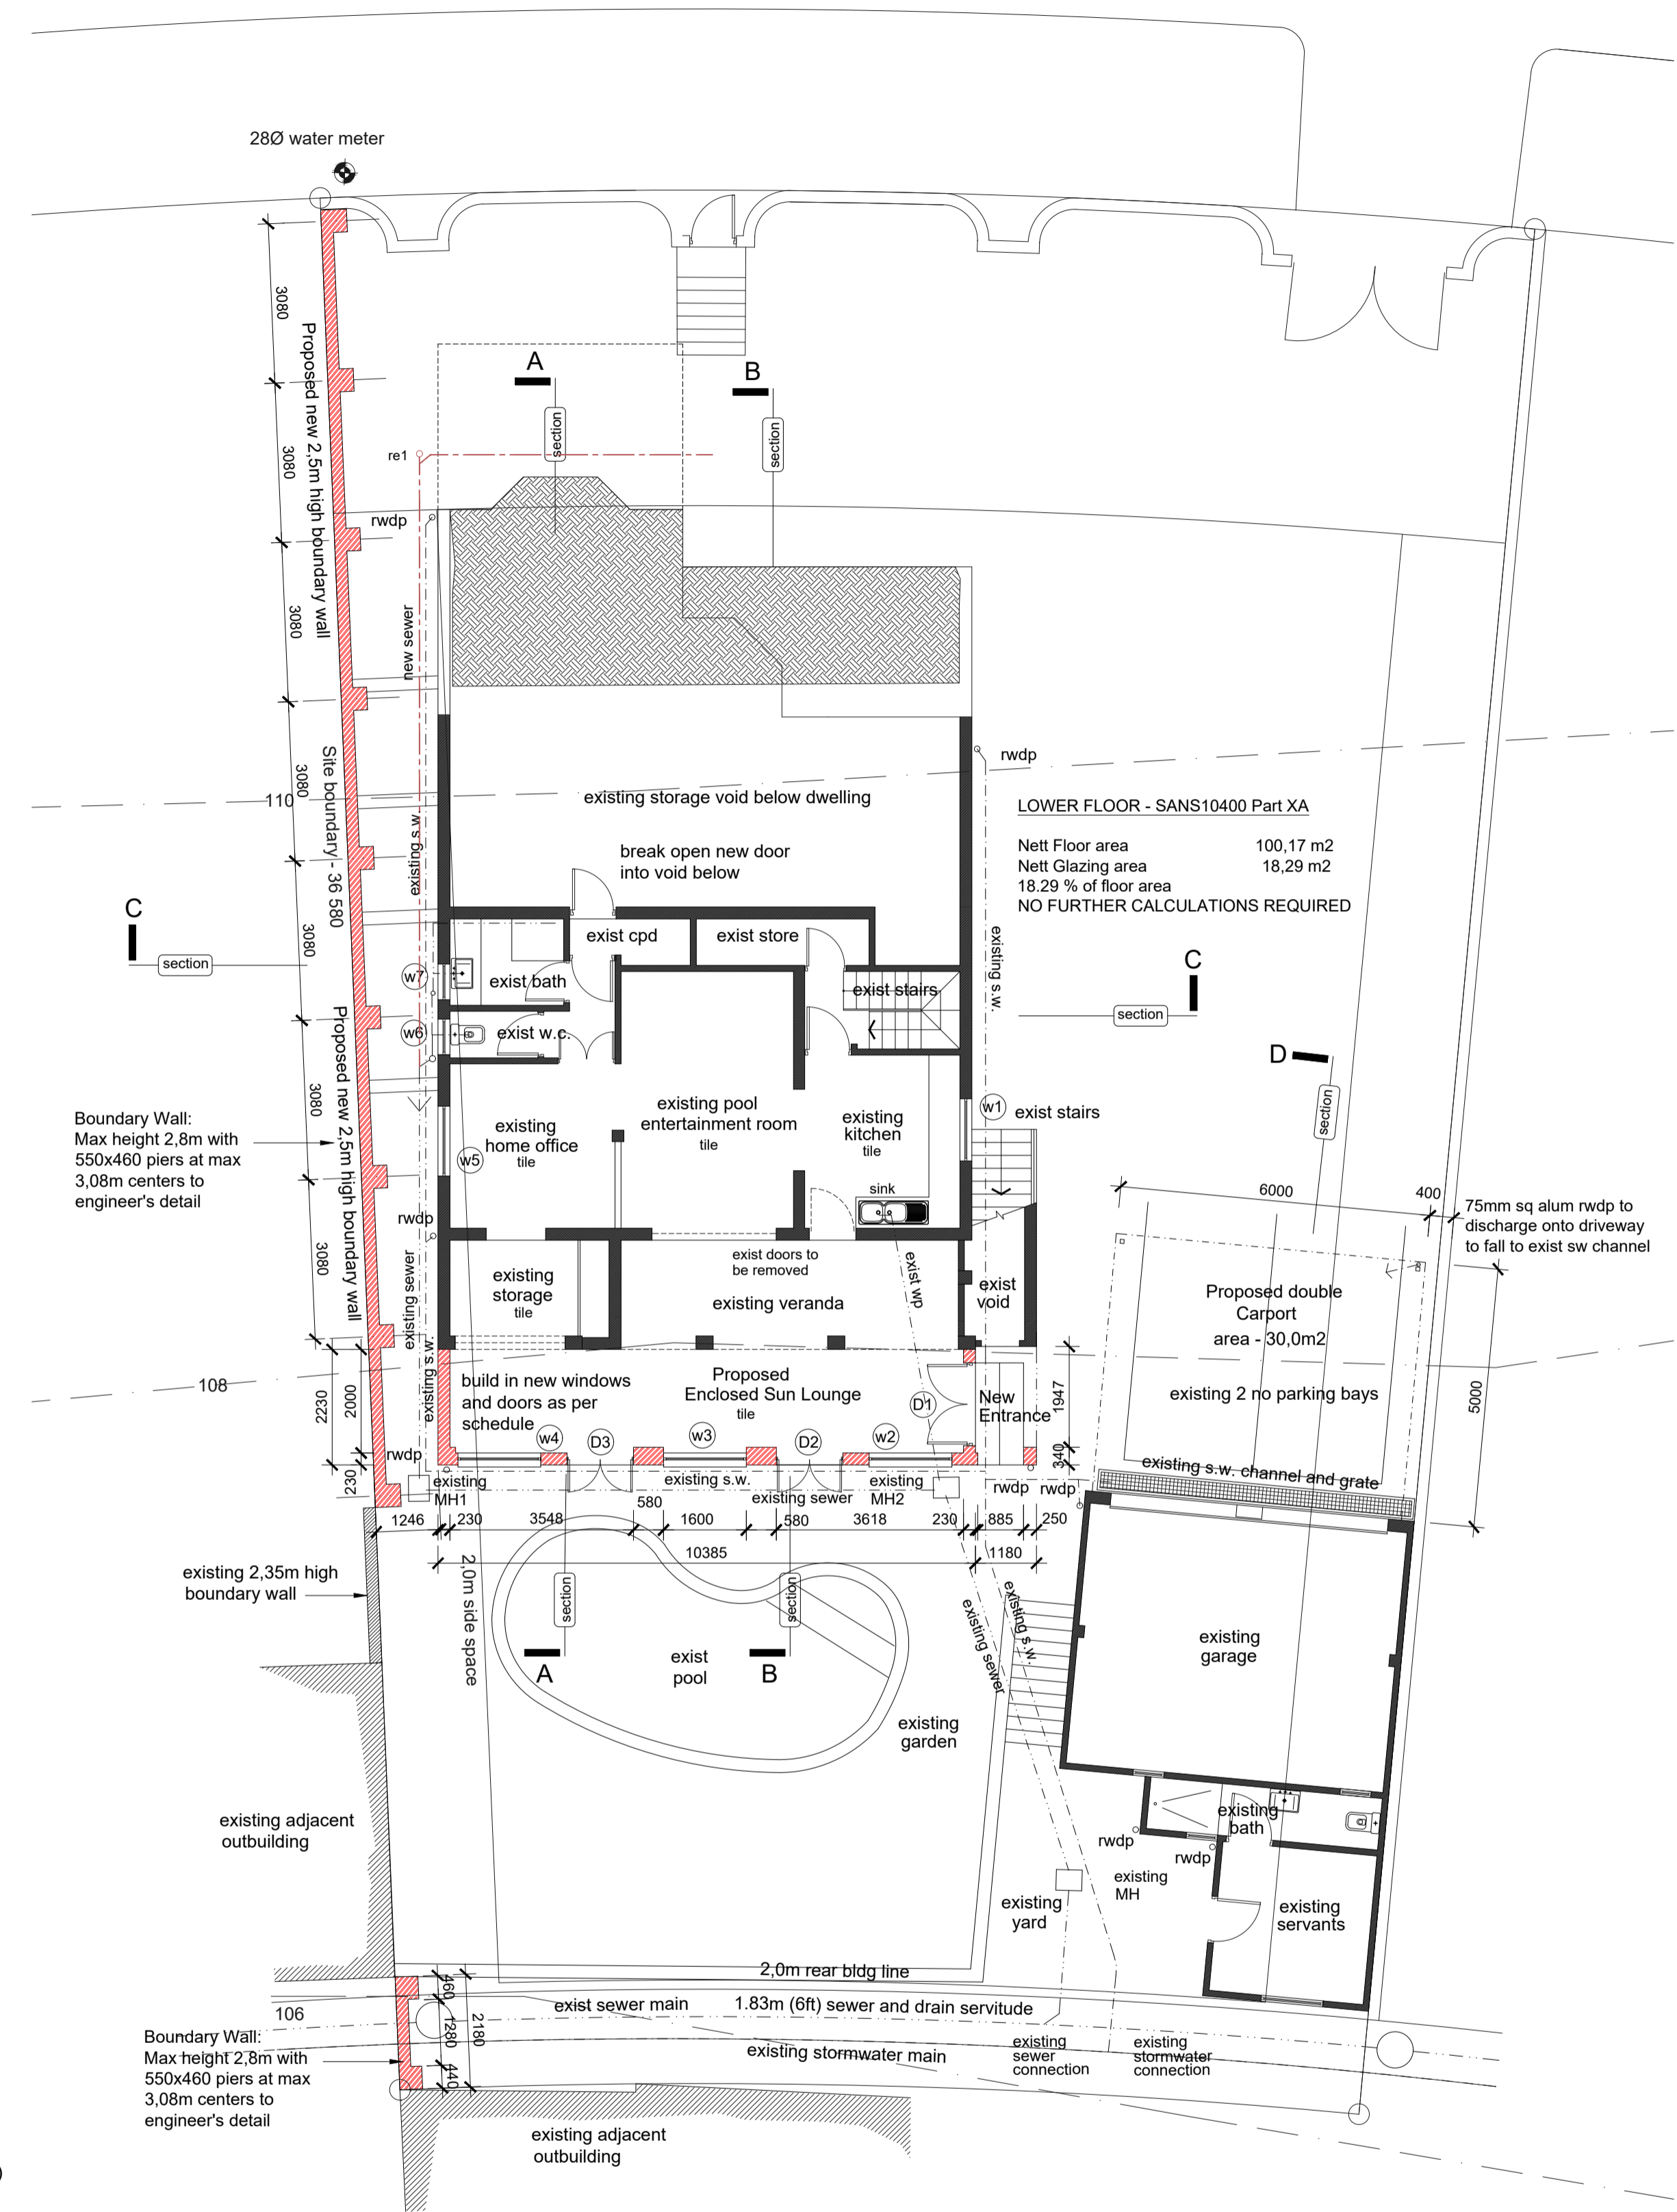 28Ø water meter
3080
Proposed new 2,5m high boundary wall
A
B
section
section
re1
3080
rwdp
3080
new sewer
rwdp
3080
Site boundary - 36 580
110
existing storage void below dwelling
existing s.w.
break open new door
into void below
LOWER FLOOR - SANS10400 Part XA
Nett Floor area 100,17 m2
Nett Glazing area 18,29 m2
18.29 % of floor area
NO FURTHER CALCULATIONS REQUIRED
C
section
3080
exist cpd
exist store
existing s.w.
C
section
w7
exist bath
exist stairs
w6
exist w.c.
Proposed new 2,5m high boundary wall
D
section
3080
Boundary Wall:
Max height 2,8m with
550x460 piers at max
3,08m centers to
engineer's detail
existing
home office
tile
w5
existing pool
entertainment room
tile
existing
kitchen
tile
w1
exist stairs
sink
6000
400
75mm sq alum rwdp to
discharge onto driveway
to fall to exist sw channel
rwdp
3080
existing sewer
existing
storage
tile
exist doors to
be removed
existing veranda
exist wp
exist
void
Proposed double
Carport
area - 30,0m2
existing 2 no parking bays
5000
108
2230
2000
230
existing s.w.
build in new windows
and doors as per
schedule
Proposed
Enclosed Sun Lounge
tile
D1
New
Entrance
1947
340
w4
D3
w3
D2
w2
rwdp
existing
MH1
existing s.w.
existing sewer
existing
MH2
rwdp
rwdp
existing s.w. channel and grate
1246
230
3548
580
1600
580
3618
230
885
250
10385
1180
existing 2,35m high
boundary wall
2,0m side space
section
section
A
B
exist
pool
existing sewer
existing s.w.
existing
garage
existing
garden
existing adjacent
outbuilding
existing
bath
rwdp
rwdp
existing
MH
existing
yard
existing
servants
2,0m rear bldg line
460
1280
440
2180
106
exist sewer main
1.83m (6ft) sewer and drain servitude
existing stormwater main
existing
sewer
connection
existing
stormwater
connection
Boundary Wall:
Max height 2,8m with
550x460 piers at max
3,08m centers to
engineer's detail
existing adjacent
outbuilding
3080